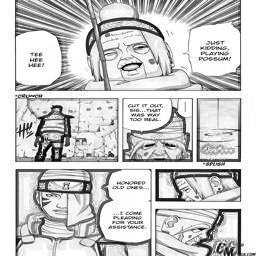 JUST
KIDDING,
PLAYING
POSSUM!
TEE
HEE
HEE!
*CRUNCH
CUT IT OUT,
SIS... THAT
WAS WAY TOO
REAL.
*SPLISH
HONORED
OLD ONES...
...I COME
PLEADING FOR
YOUR
ASSISTANCE.